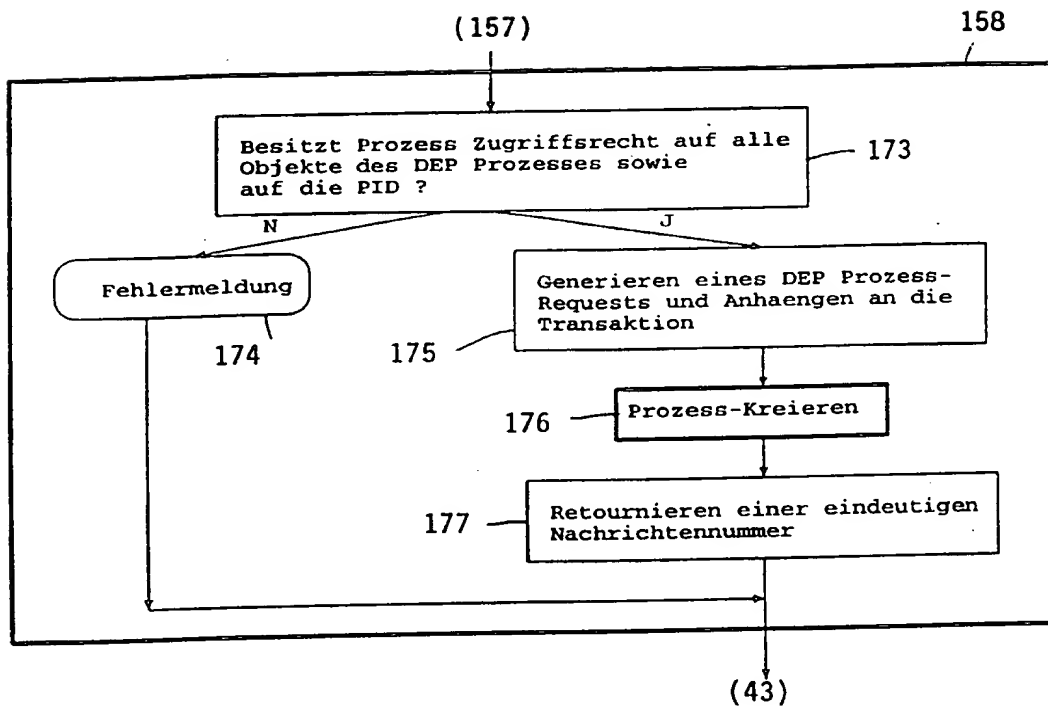 (157)
158
Besitzt Prozess Zugriffsrecht auf alle
Objekte des DEP Prozesses sowie
auf die PID ?
173
N
J
Fehlermeldung
174
Generieren eines DEP Prozess-
Requests und Anhaengen an die
Transaktion
175
Prozess-Kreieren
176
Retournieren einer eindeutigen
Nachrichtennummer
177
(43)